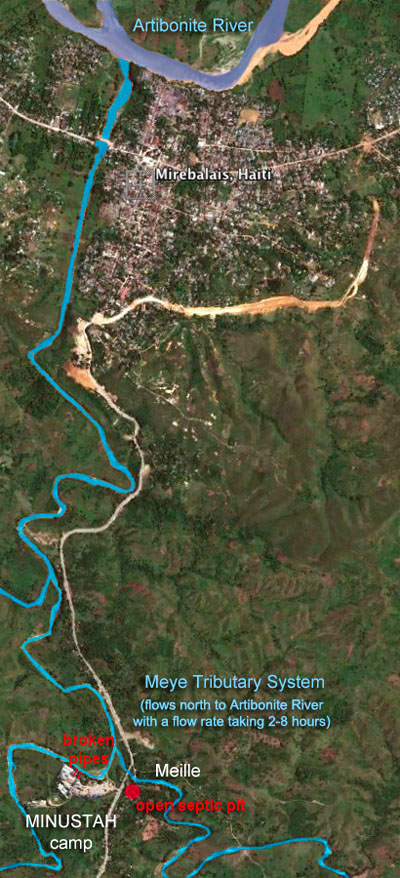 Artibonite River
Mirebalais, Haiti
Meye Tributary System
(flows north to Artibonite River
with a flow rate taking 2-8 hours)
broken
pipes
Meille
open septic pit
MINUSTAH
camp